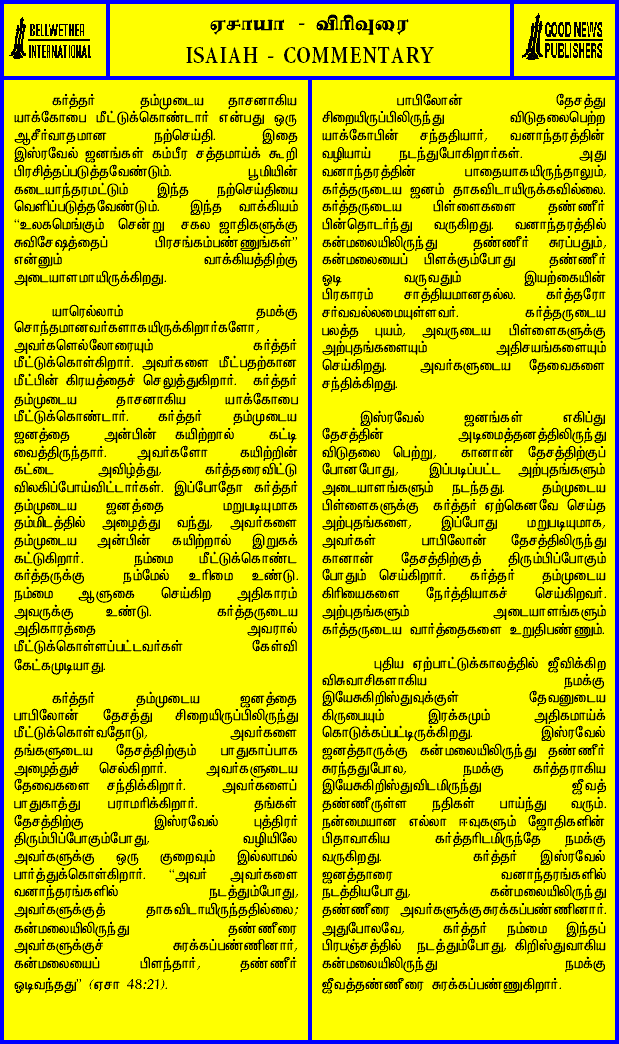 BELLWETHER
INTERNATIONAL
ஏசாயா - விரிவுரை
ISAIAH - COMMENTARY
GOOD NEWS
PUBLISHERS
கர்த்தர் தம்முடைய தாசனாகிய
யாக்கோபை மீட்டுக்கொண்டார் என்பது ஒரு
ஆசீர்வாதமான நற்செய்தி. இதை
இஸ்ரவேல் ஜனங்கள் கம்பீர சத்தமாய்க் கூறி
பிரசித்தப்படுத்தவேண்டும். பூமியின்
கடையாந்தரமட்டும் இந்த நற்செய்தியை
வெளிப்படுத்தவேண்டும். இந்த வாக்கியம்
“உலகமெங்கும் சென்று சகல ஜாதிகளுக்கு
சுவிசேஷத்தைப் பிரசங்கம்பண்ணுங்கள்”
என்னும் வாக்கியத்திற்கு
அடையாளமாயிருக்கிறது.
யாரெல்லாம் தமக்கு
சொந்தமானவர்களாகயிருக்கிறார்களோ,
அவர்களெல்லோரையும் கர்த்தர்
மீட்டுக்கொள்கிறார். அவர்களை மீட்பதற்கான
மீட்பின் கிரயத்தைச் செலுத்துகிறார். கர்த்தர்
தம்முடைய தாசனாகிய யாக்கோபை
மீட்டுக்கொண்டார். கர்த்தர் தம்முடைய
ஜனத்தை அன்பின் கயிற்றால் கட்டி
வைத்திருந்தார். அவர்களோ கயிற்றின்
கட்டை அவிழ்த்து, கர்த்தரைவிட்டு
விலகிப்போய்விட்டார்கள். இப்போதோ கர்த்தர்
தம்முடைய ஜனத்தை மறுபடியுமாக
தம்மிடத்தில் அழைத்து வந்து, அவர்களை
தம்முடைய அன்பின் கயிற்றால் இறுகக்
கட்டுகிறார். நம்மை மீட்டுக்கொண்ட
கர்த்தருக்கு நம்மேல் உரிமை உண்டு.
நம்மை ஆளுகை செய்கிற அதிகாரம்
அவருக்கு உண்டு. கர்த்தருடைய
அதிகாரத்தை அவரால்
மீட்டுக்கொள்ளப்பட்டவர்கள் கேள்வி
கேட்கமுடியாது.
கர்த்தர் தம்முடைய ஜனத்தை
பாபிலோன் தேசத்து சிறையிருப்பிலிருந்து
மீட்டுக்கொள்வதோடு, அவர்களை
தங்களுடைய தேசத்திற்கும் பாதுகாப்பாக
அழைத்துச் செல்கிறார். அவர்களுடைய
தேவைகளை சந்திக்கிறார். அவர்களைப்
பாதுகாத்து பராமரிக்கிறார். தங்கள்
தேசத்திற்கு இஸ்ரவேல் புத்திரர்
திரும்பிப்போகும்போது, வழியிலே
அவர்களுக்கு ஒரு குறைவும் இல்லாமல்
பார்த்துக்கொள்கிறார். “அவர் அவர்களை
வனாந்தரங்களில் நடத்தும்போது,
அவர்களுக்குத் தாகவிடாயிருந்ததில்லை;
கன்மலையிலிருந்து தண்ணீரை
அவர்களுக்குச் சுரக்கப்பண்ணினார்,
கன்மலையைப் பிளந்தார், தண்ணீர்
ஓடிவந்தது” (ஏசா 48:21).
பாபிலோன் தேசத்து
சிறையிருப்பிலிருந்து விடுதலைபெற்ற
யாக்கோபின் சந்ததியார், வனாந்தரத்தின்
வழியாய் நடந்துபோகிறார்கள். அது
வனாந்தரத்தின் பாதையாகயிருந்தாலும்,
கர்த்தருடைய ஜனம் தாகவிடாயிருக்கவில்லை.
கர்த்தருடைய பிள்ளைகளை தண்ணீர்
பின்தொடர்ந்து வருகிறது. வனாந்தரத்தில்
கன்மலையிலிருந்து தண்ணீர் சுரப்பதும்,
கன்மலையைப் பிளக்கும்போது தண்ணீர்
ஓடி வருவதும் இயற்கையின்
பிரகாரம் சாத்தியமானதல்ல. கர்த்தரோ
சர்வவல்லமையுள்ளவர். கர்த்தருடைய
பலத்த புயம், அவருடைய பிள்ளைகளுக்கு
அற்புதங்களையும் அதிசயங்களையும்
செய்கிறது. அவர்களுடைய தேவைகளை
சந்திக்கிறது.
இஸ்ரவேல் ஜனங்கள் எகிப்து
தேசத்தின் அடிமைத்தனத்திலிருந்து
விடுதலை பெற்று, கானான் தேசத்திற்குப்
போனபோது, இப்படிப்பட்ட அற்புதங்களும்
அடையாளங்களும் நடந்தது. தம்முடைய
பிள்ளைகளுக்கு கர்த்தர் ஏற்கெனவே செய்த
அற்புதங்களை, இப்போது மறுபடியுமாக,
அவர்கள் பாபிலோன் தேசத்திலிருந்து
கானான் தேசத்திற்குத் திரும்பிப்போகும்
போதும் செய்கிறார். கர்த்தர் தம்முடைய
கிரியைகளை நேர்த்தியாகச் செய்கிறவர்.
அற்புதங்களும் அடையாளங்களும்
கர்த்தருடைய வார்த்தைகளை உறுதிபண்ணும்.
புதிய ஏற்பாட்டுக்காலத்தில் ஜீவிக்கிற
விசுவாசிகளாகிய நமக்கு
இயேசுகிறிஸ்துவுக்குள் தேவனுடைய
கிருபையும் இரக்கமும் அதிகமாய்க்
கொடுக்கப்பட்டிருக்கிறது. இஸ்ரவேல்
ஜனத்தாருக்கு கன்மலையிலிருந்து தண்ணீர்
சுரந்ததுபோல, நமக்கு கர்த்தராகிய
இயேசுகிறிஸ்துவிடமிருந்து ஜீவத்
தண்ணீருள்ள நதிகள் பாய்ந்து வரும்.
நன்மையான எல்லா ஈவுகளும் ஜோதிகளின்
பிதாவாகிய கர்த்தரிடமிருந்தே நமக்கு
வருகிறது. கர்த்தர் இஸ்ரவேல்
ஜனத்தாரை வனாந்தரங்களில்
நடத்தியபோது, கன்மலையிலிருந்து
தண்ணீரை அவர்களுக்குசுரக்கப்பண்ணினார்.
அதுபோலவே, கர்த்தர் நம்மை இந்தப்
பிரபஞ்சத்தில் நடத்தும்போது, கிறிஸ்துவாகிய
கன்மலையிலிருந்து நமக்கு
ஜீவத்தண்ணீரை சுரக்கப்பண்ணுகிறார்.